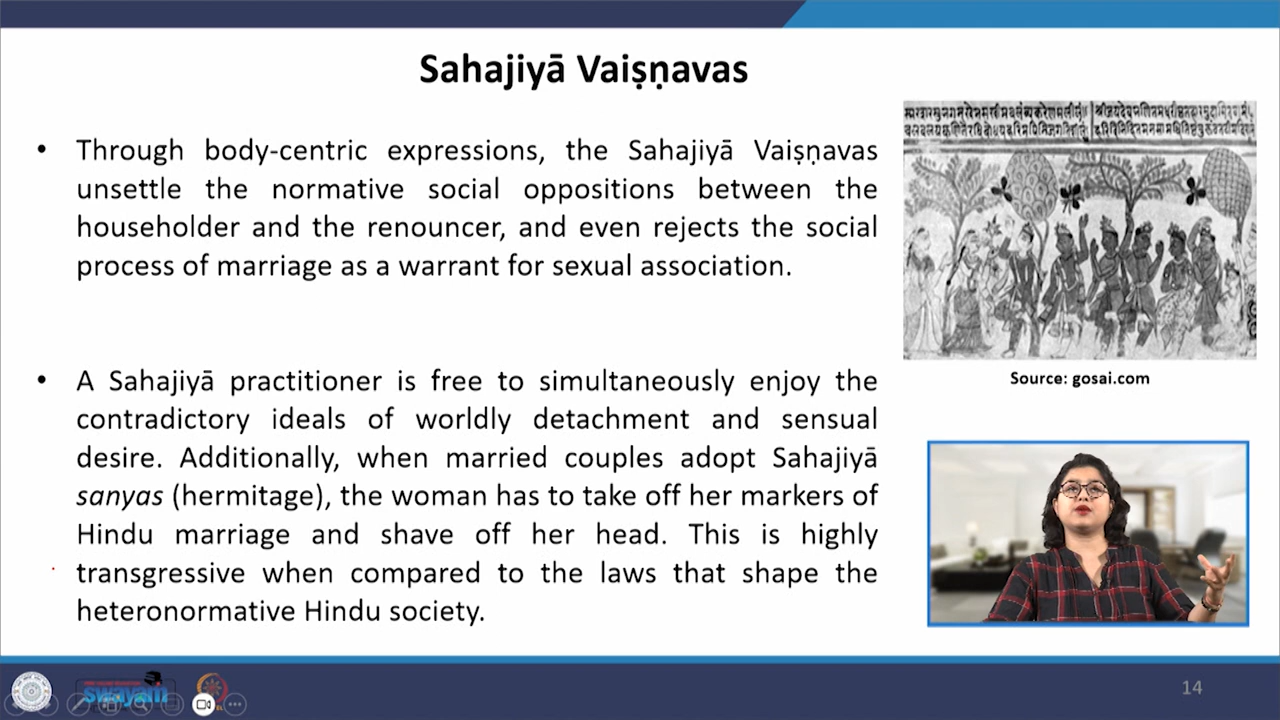 Sahajiyā Vaiṣṇavas
• Through body-centric expressions, the Sahajiyā Vaiṣṇavas
unsettle the normative social oppositions between the
householder and the renouncer, and even rejects the social
process of marriage as a warrant for sexual association.
• A Sahajiyā practitioner is free to simultaneously enjoy the
contradictory ideals of worldly detachment and sensual
desire. Additionally, when married couples adopt Sahajiyā
sanyas (hermitage), the woman has to take off her markers of
Hindu marriage and shave off her head. This is highly
transgressive when compared to the laws that shape the
heteronormative Hindu society.
Source: gosai.com
swayam
14